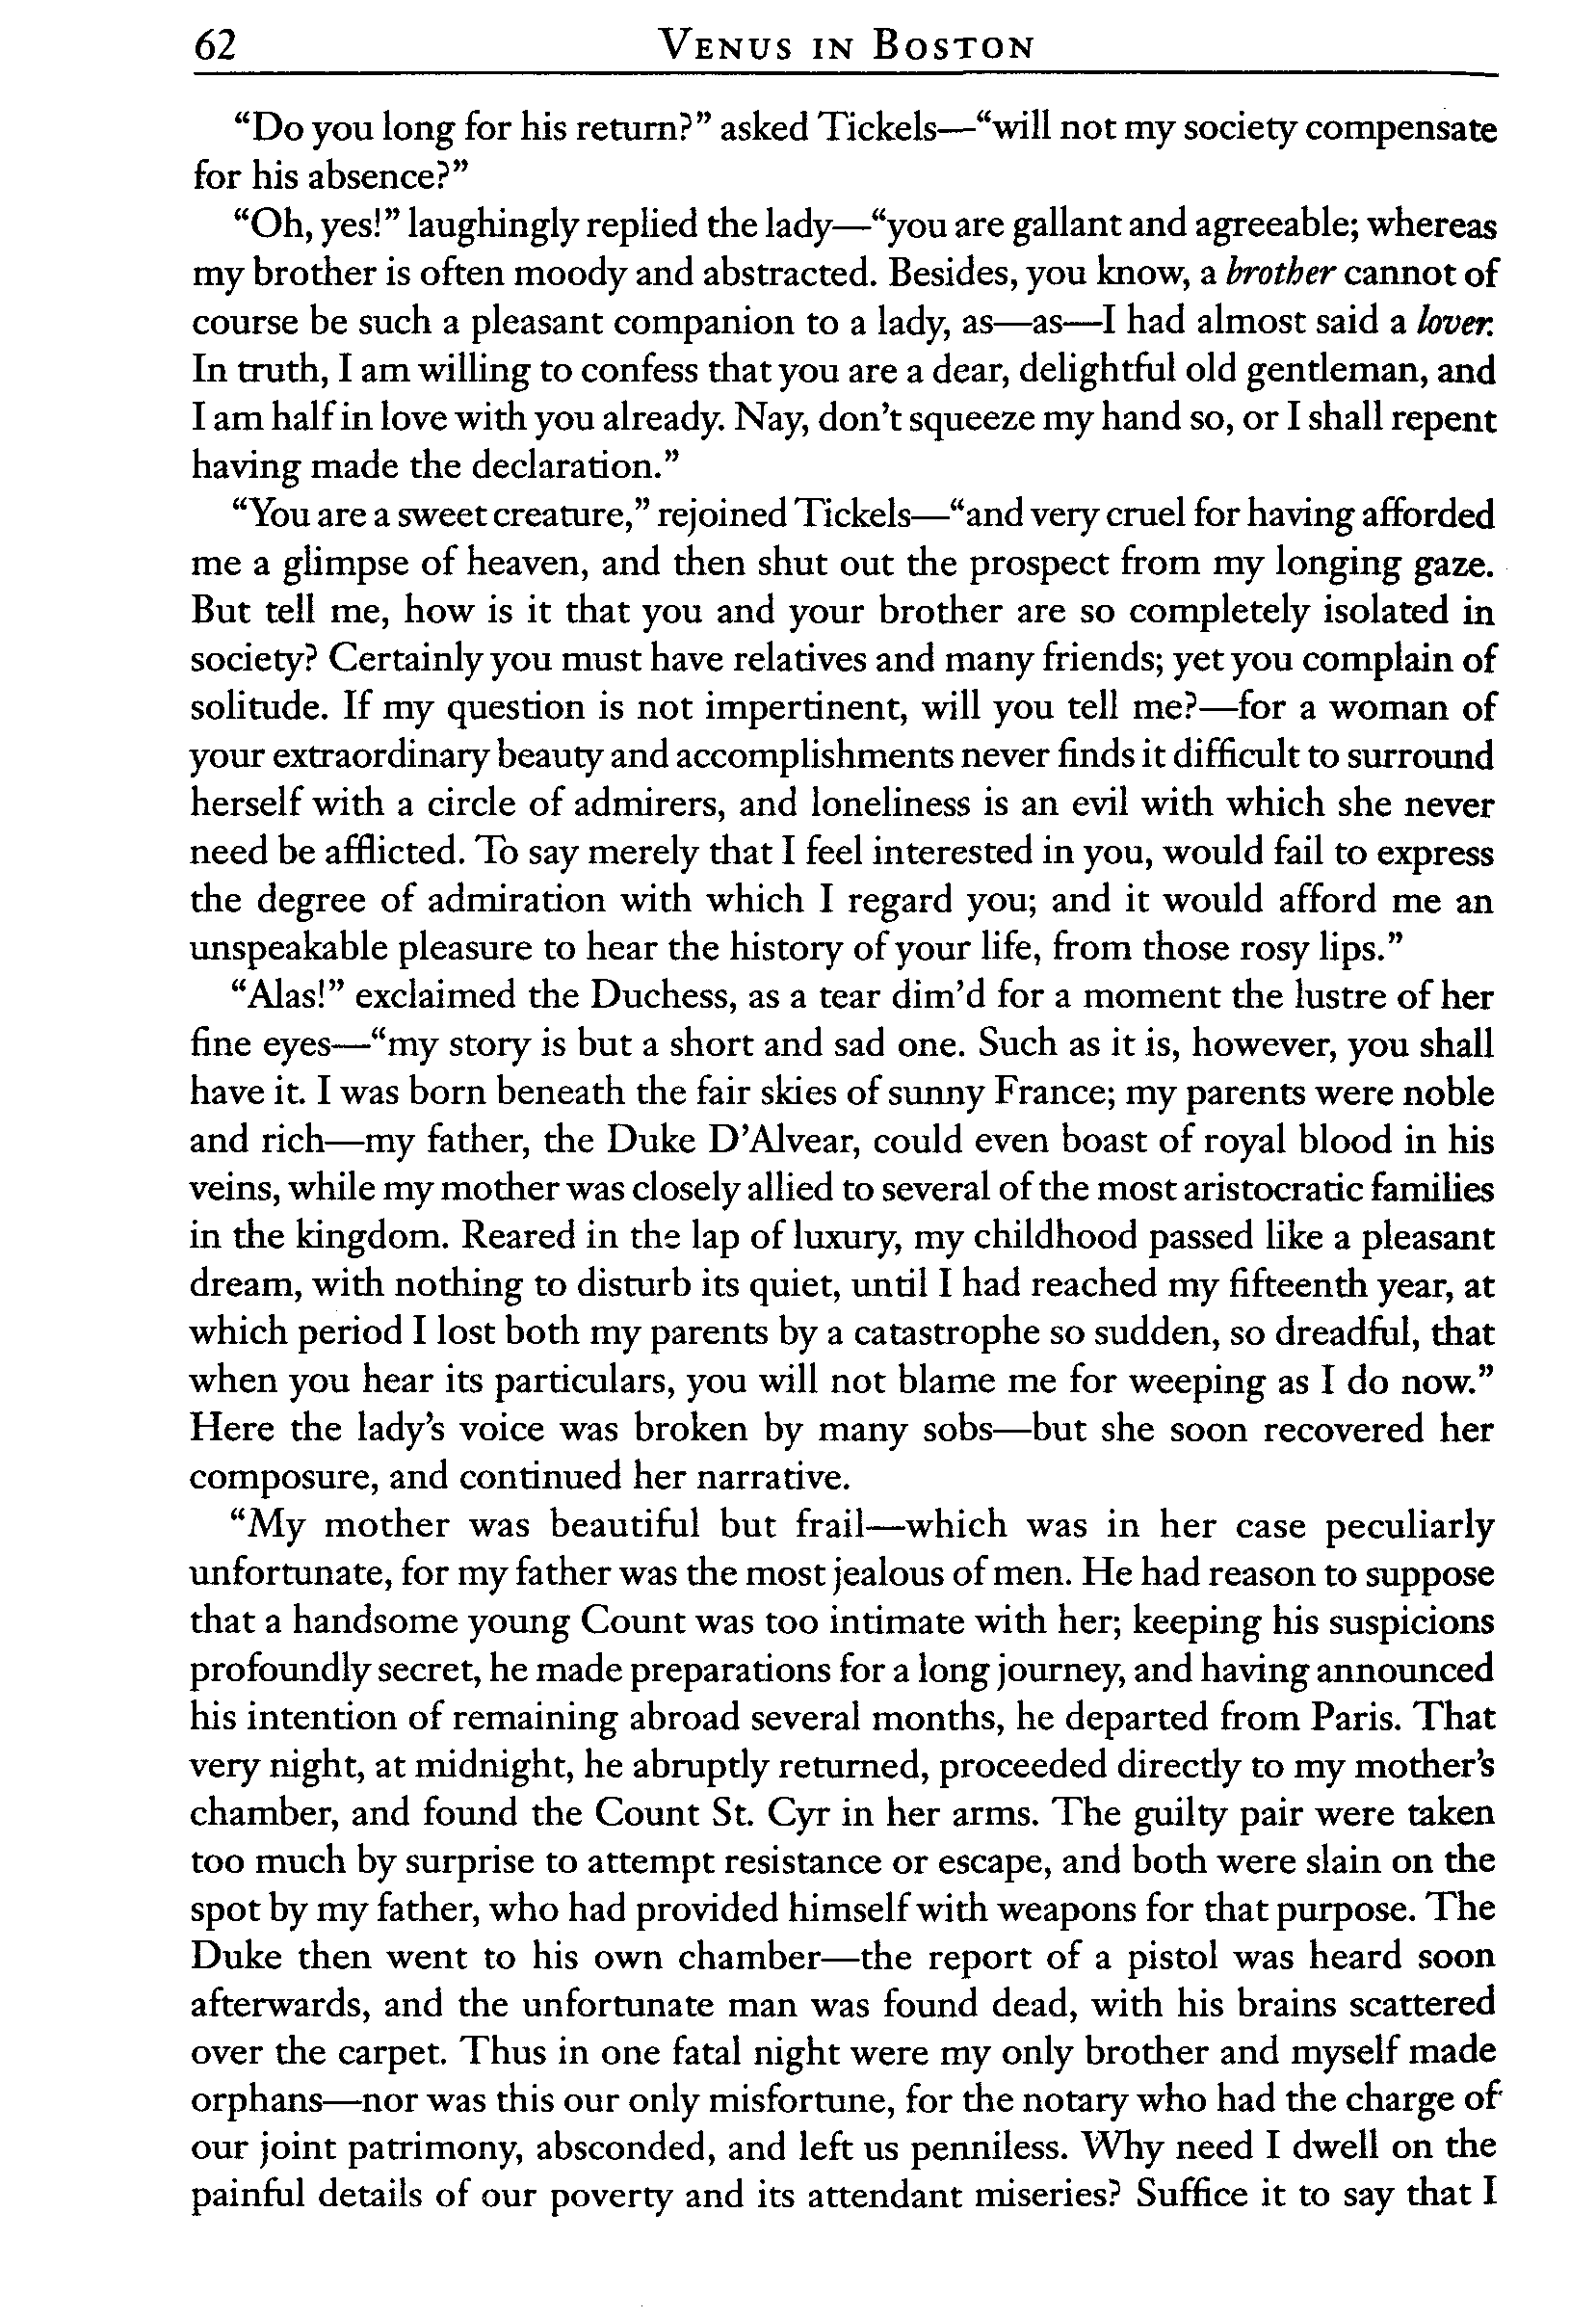 62 VENUS IN BOSTON
“Do you long for his return?” asked Tickels—“will not my society compensate
for his absence?”
“Oh, yes!” laughingly replied the lady—“you are gallant and agreeable; whereas
my brother is often moody and abstracted. Besides, you know, a brother cannot of
course be such a pleasant companion to a lady, as—as—I had almost said a lover.
In truth, I am willing to confess that you are a dear, delightful old gentleman, and
I am half in love with you already. Nay, don’t squeeze my hand so, or I shall repent
having made the declaration.”
“You are a sweet creature,” rejoined Tickels—“and very cruel for having afforded
me a glimpse of heaven, and then shut out the prospect from my longing gaze.
But tell me, how is it that you and your brother are so completely isolated in
society? Certainly you must have relatives and many friends; yet you complain of
solitude. If my question is not impertinent, will you tell me?—for a woman of
your extraordinary beauty and accomplishments never finds it difficult to surround
herself with a circle of admirers, and loneliness is an evil with which she never
need be afflicted. To say merely that I feel interested in you, would fail to express
the degree of admiration with which I regard you; and it would afford me an
unspeakable pleasure to hear the history of your life, from those rosy lips.”
“Alas!” exclaimed the Duchess, as a tear dim’d for a moment the lustre of her
fine eyes—“my story is but a short and sad one. Such as it is, however, you shall
have it. I was born beneath the fair skies of sunny France; my parents were noble
and rich—my father, the Duke D’Alvear, could even boast of royal blood in his
veins, while my mother was closely allied to several of the most aristocratic families
in the kingdom. Reared in the lap of luxury, my childhood passed like a pleasant
dream, with nothing to disturb its quiet, until I had reached my fifteenth year, at
which period I lost both my parents by a catastrophe so sudden, so dreadful, that
when you hear its particulars, you will not blame me for weeping as I do now.”
Here the lady’s voice was broken by many sobs—but she soon recovered her
composure, and continued her narrative.
“My mother was beautiful but frail—which was in her case peculiarly
unfortunate, for my father was the most jealous of men. He had reason to suppose
that a handsome young Count was too intimate with her; keeping his suspicions
profoundly secret, he made preparations for a long journey, and having announced
his intention of remaining abroad several months, he departed from Paris. That
very night, at midnight, he abruptly returned, proceeded directly to my mother’s
chamber, and found the Count St. Cyr in her arms. The guilty pair were taken
too much by surprise to attempt resistance or escape, and both were slain on the
spot by my father, who had provided himself with weapons for that purpose. The
Duke then went to his own chamber—the report of a pistol was heard soon
afterwards, and the unfortunate man was found dead, with his brains scattered
over the carpet. Thus in one fatal night were my only brother and myself made
orphans—nor was this our only misfortune, for the notary who had the charge of
our joint patrimony, absconded, and left us penniless. Why need I dwell on the
painful details of our poverty and its attendant miseries? Suffice it to say that I